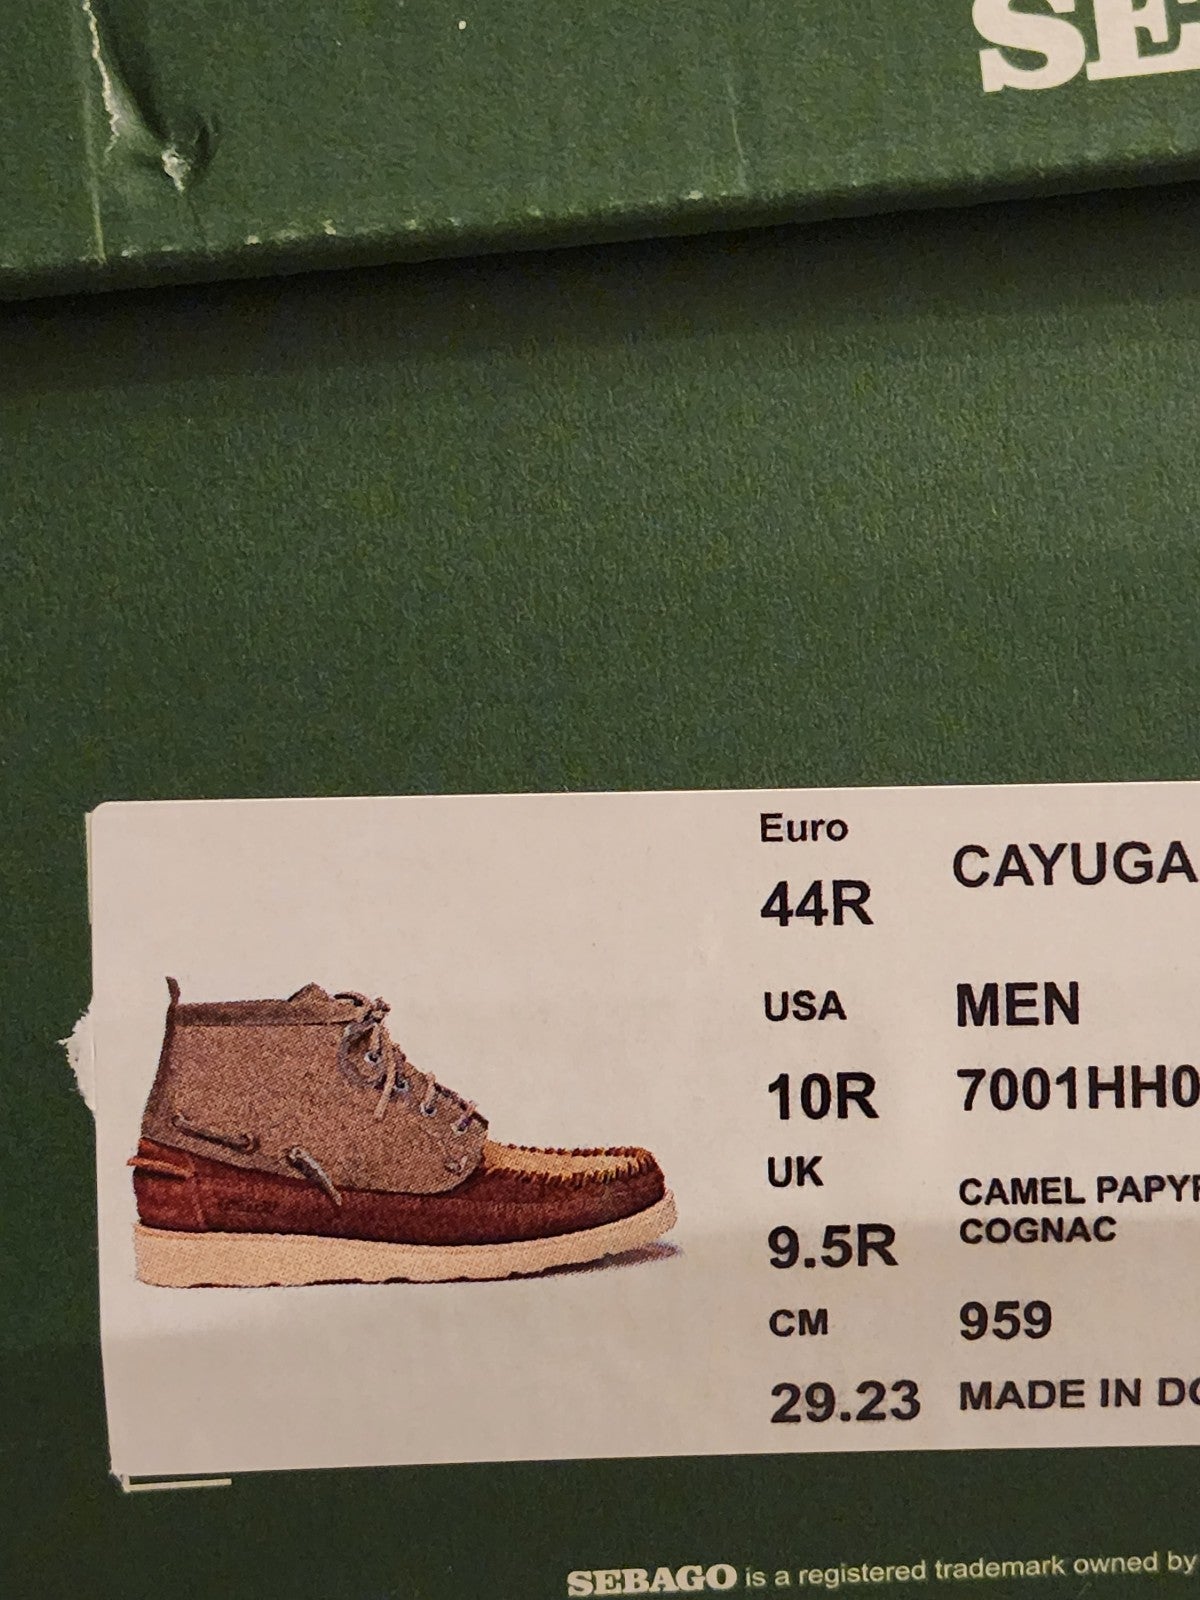 SE
Euro
44R
USA
10R
UK
9.5R
CM
29.23
CAYUGA
MEN
7001HH0
CAMEL PAPY
COGNAC
959
MADE IN DO
SEBAGO is a registered trademark owned by